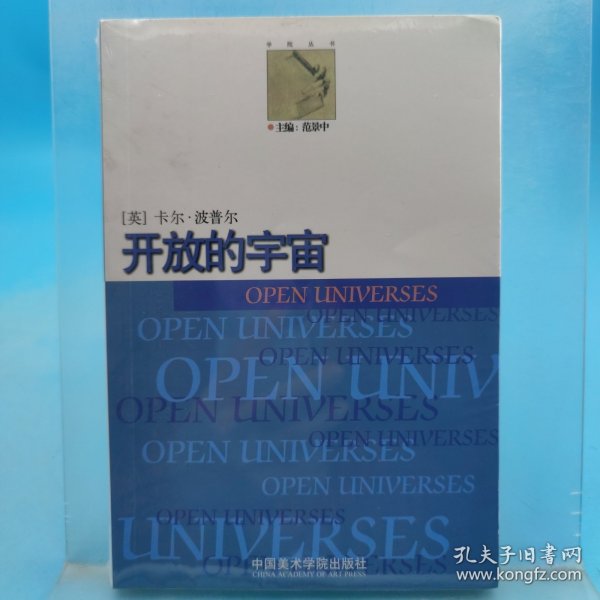 学院丛书
主编：范景中
[英] 卡尔·波普尔
开放的宇宙
OPEN UNIVERSES
OPEN UNIVERSES
OPEN UNIVERSES
OPEN UNIVERSES
OPEN UNIV
OPEN UNIVERSES
OPEN UNIVERSES
OPEN UNIVERSES
OPEN UNIVERSES
OPEN UNIVERSES
UNIVERSES
OPEN UNIVERSES
中国美术学院出版社
CHINA ACADEMY OF ART PRESS
孔夫子旧书网
www.kongfz.com